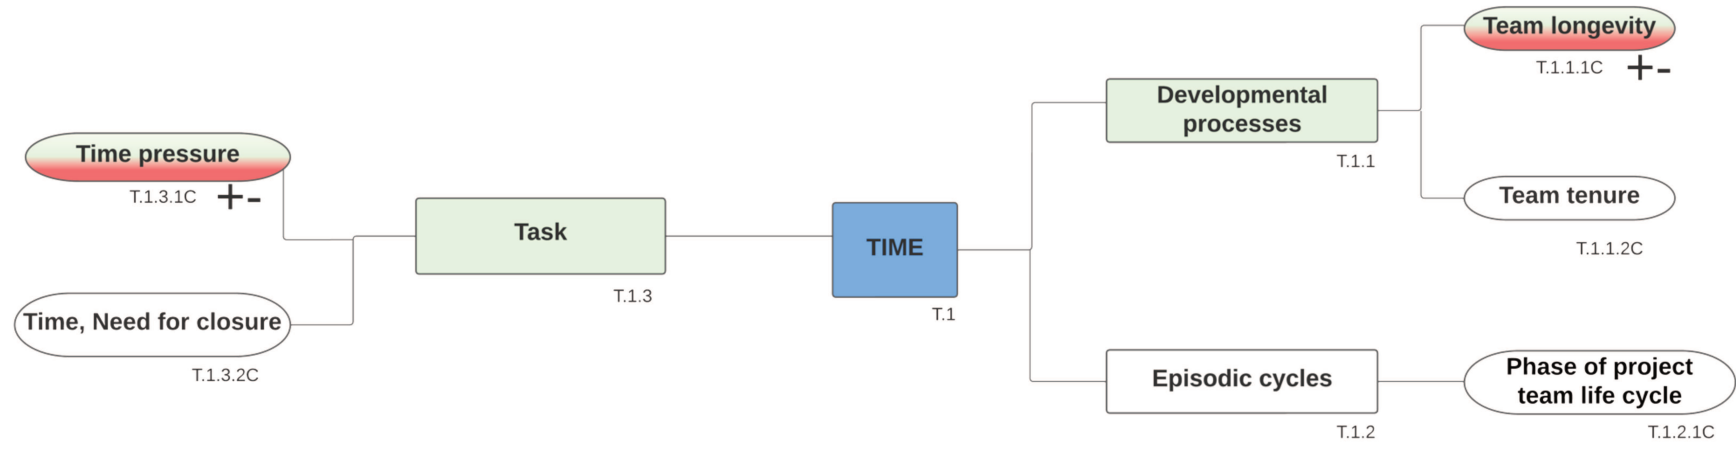 Team longevity
T.1.1.1C +-
Developmental
processes
T.1.1
Time pressure
T.1.3.1C +-
Team tenure
T.1.1.2C
Task
T.1.3
TIME
T.1
Time, Need for closure
T.1.3.2C
Episodic cycles
T.1.2
Phase of project
team life cycle
T.1.2.1C